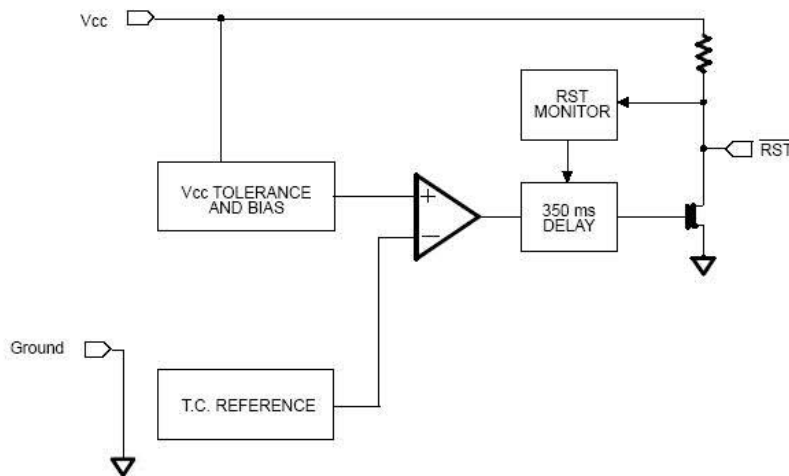 Vcc
RST
MONITOR
RST
Vcc TOLERANCE
AND BIAS
+
−
350 ms
DELAY
Ground
T.C. REFERENCE